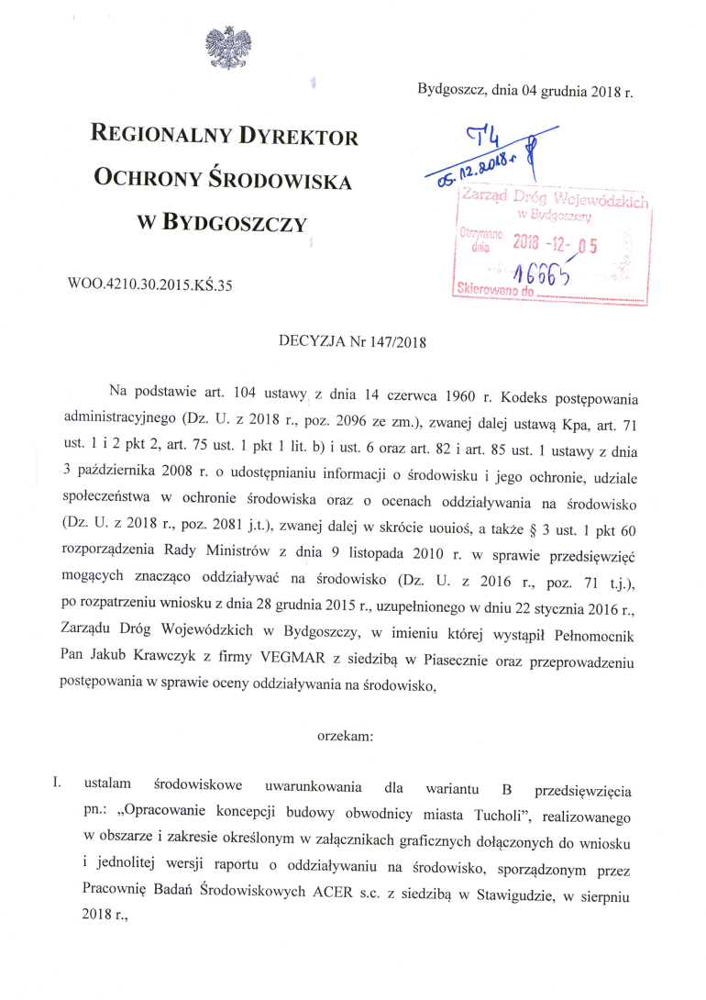 Bydgoszcz, dnia 04 grudnia 2018 r.
REGIONALNY DYREKTOR
OCHRONY ŚRODOWISKA
W BYDGOSZCZY
T4
05.12.2018r
Zarząd Dróg Wojewódzkich
w Bydgoszczy
Otrzymano
dnia 2018 -12- 05
16665
Skierowano do
WOO.4210.30.2015.KŚ.35
DECYZJA Nr 147/2018
Na podstawie art. 104 ustawy z dnia 14 czerwca 1960 r. Kodeks postępowania
administracyjnego (Dz. U. z 2018 r., poz. 2096 ze zm.), zwanej dalej ustawą Kpa, art. 71
ust. 1 i 2 pkt 2, art. 75 ust. 1 pkt 1 lit. b) i ust. 6 oraz art. 82 i art. 85 ust. 1 ustawy z dnia
3 października 2008 r. o udostępnianiu informacji o środowisku i jego ochronie, udziale
społeczeństwa w ochronie środowiska oraz o ocenach oddziaływania na środowisko
(Dz. U. z 2018 r., poz. 2081 j.t.), zwanej dalej w skrócie uouioś, a także § 3 ust. 1 pkt 60
rozporządzenia Rady Ministrów z dnia 9 listopada 2010 r. w sprawie przedsięwzięć
mogących znacząco oddziaływać na środowisko (Dz. U. z 2016 r., poz. 71 t.j.),
po rozpatrzeniu wniosku z dnia 28 grudnia 2015 r., uzupełnionego w dniu 22 stycznia 2016 r.,
Zarządu Dróg Wojewódzkich w Bydgoszczy, w imieniu której wystąpił Pełnomocnik
Pan Jakub Krawczyk z firmy VEGMAR z siedzibą w Piasecznie oraz przeprowadzeniu
postępowania w sprawie oceny oddziaływania na środowisko,
orzekam:
I. ustalam środowiskowe uwarunkowania dla wariantu B przedsięwzięcia
pn.: „Opracowanie koncepcji budowy obwodnicy miasta Tucholi”, realizowanego
w obszarze i zakresie określonym w załącznikach graficznych dołączonych do wniosku
i jednolitej wersji raportu o oddziaływaniu na środowisko, sporządzonym przez
Pracownię Badań Środowiskowych ACER s.c. z siedzibą w Stawigudzie, w sierpniu
2018 r.,